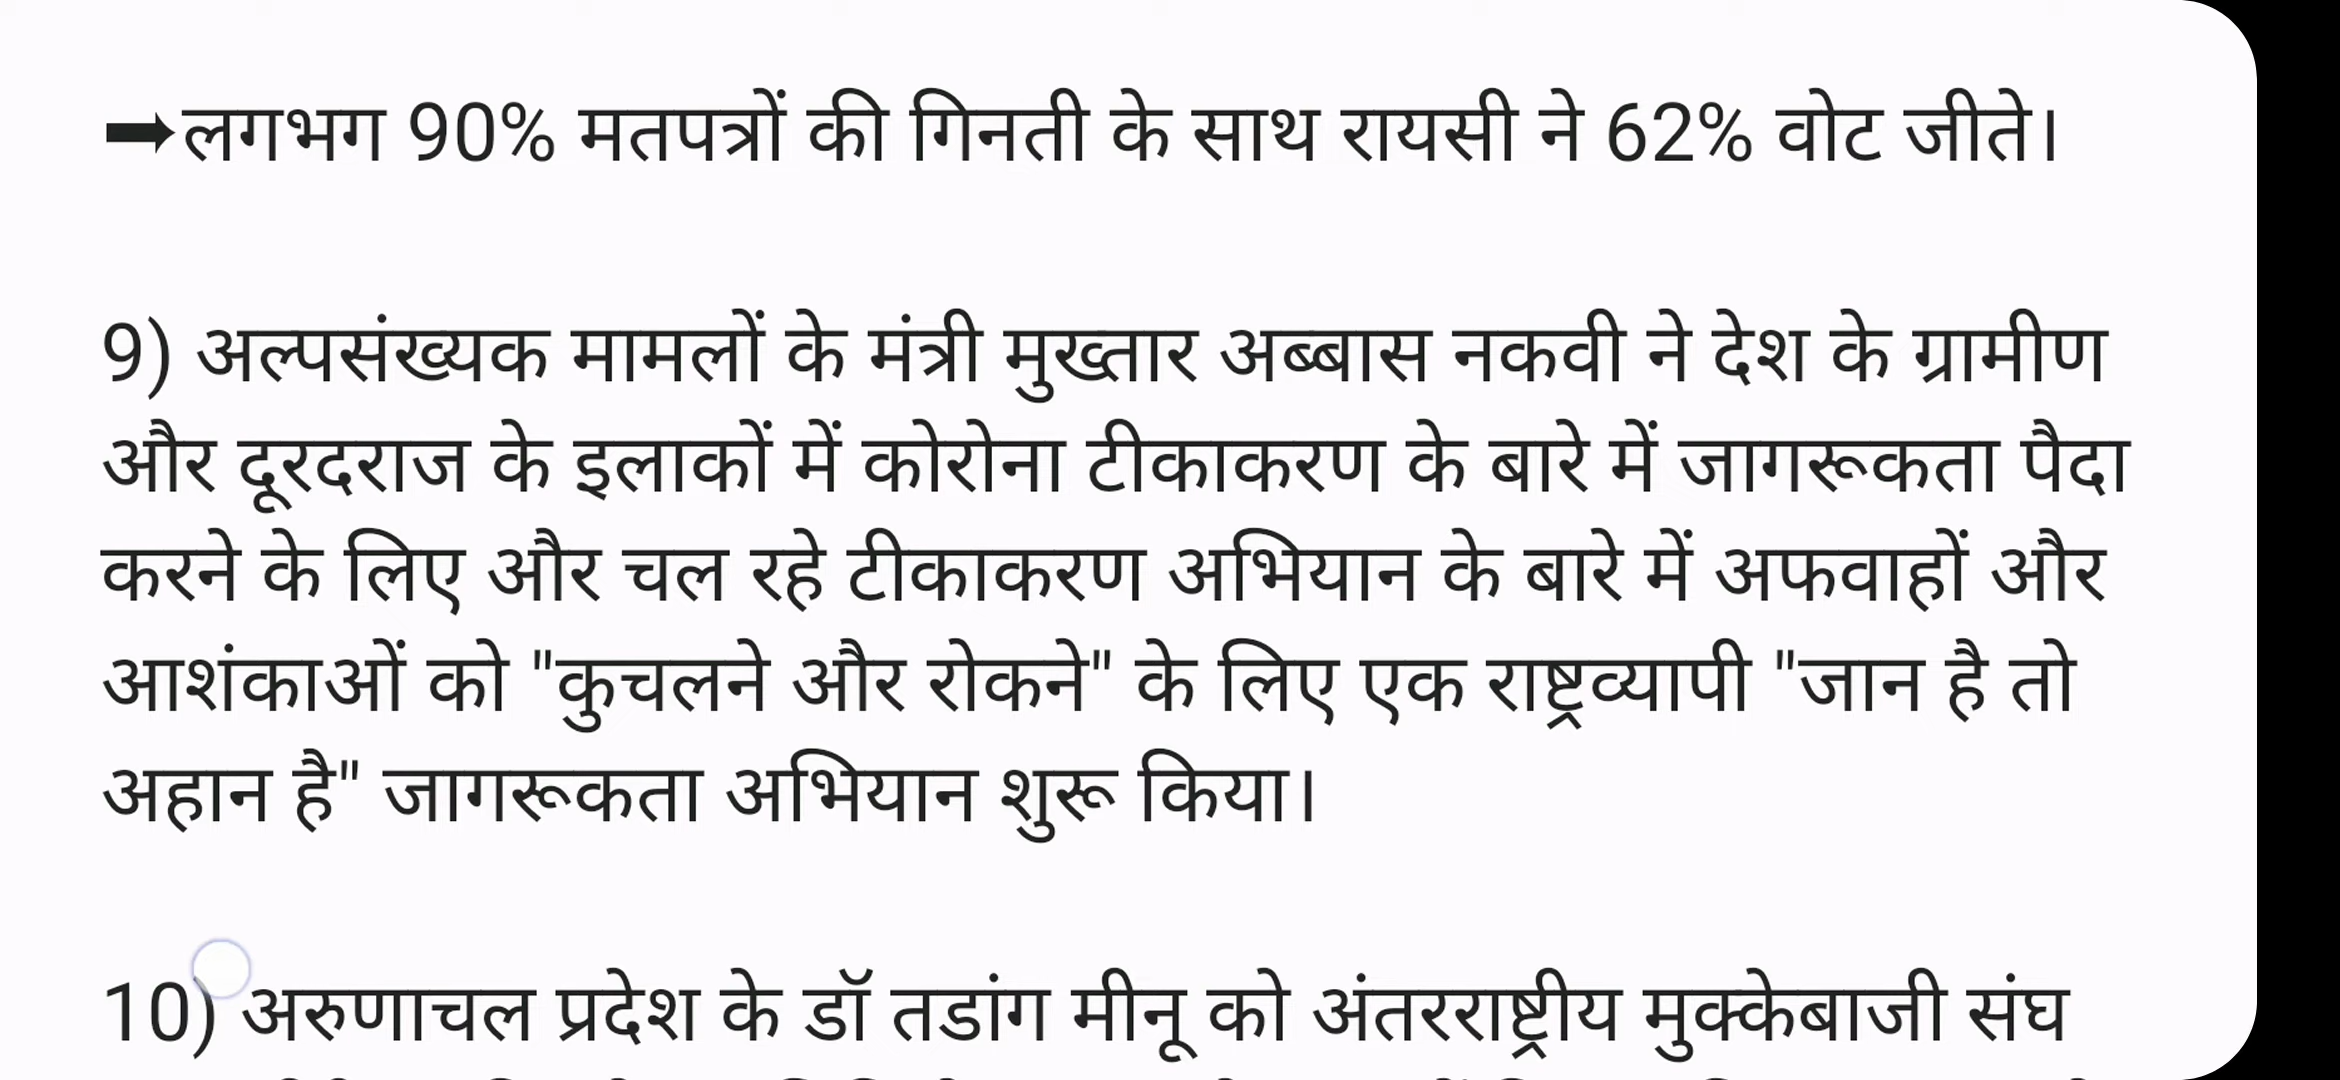 ➡लगभग 90% मतपत्रों की गिनती के साथ रायसी ने 62% वोट जीते।
9) अल्पसंख्यक मामलों के मंत्री मुख्तार अब्बास नकवी ने देश के ग्रामीण
और दूरदराज के इलाकों में कोरोना टीकाकरण के बारे में जागरूकता पैदा
करने के लिए और चल रहे टीकाकरण अभियान के बारे में अफवाहों और
आशंकाओं को "कुचलने और रोकने" के लिए एक राष्ट्रव्यापी "जान है तो
अहान है" जागरूकता अभियान शुरू किया।
10) अरुणाचल प्रदेश के डॉ तडांग मीनू को अंतरराष्ट्रीय मुक्केबाजी संघ